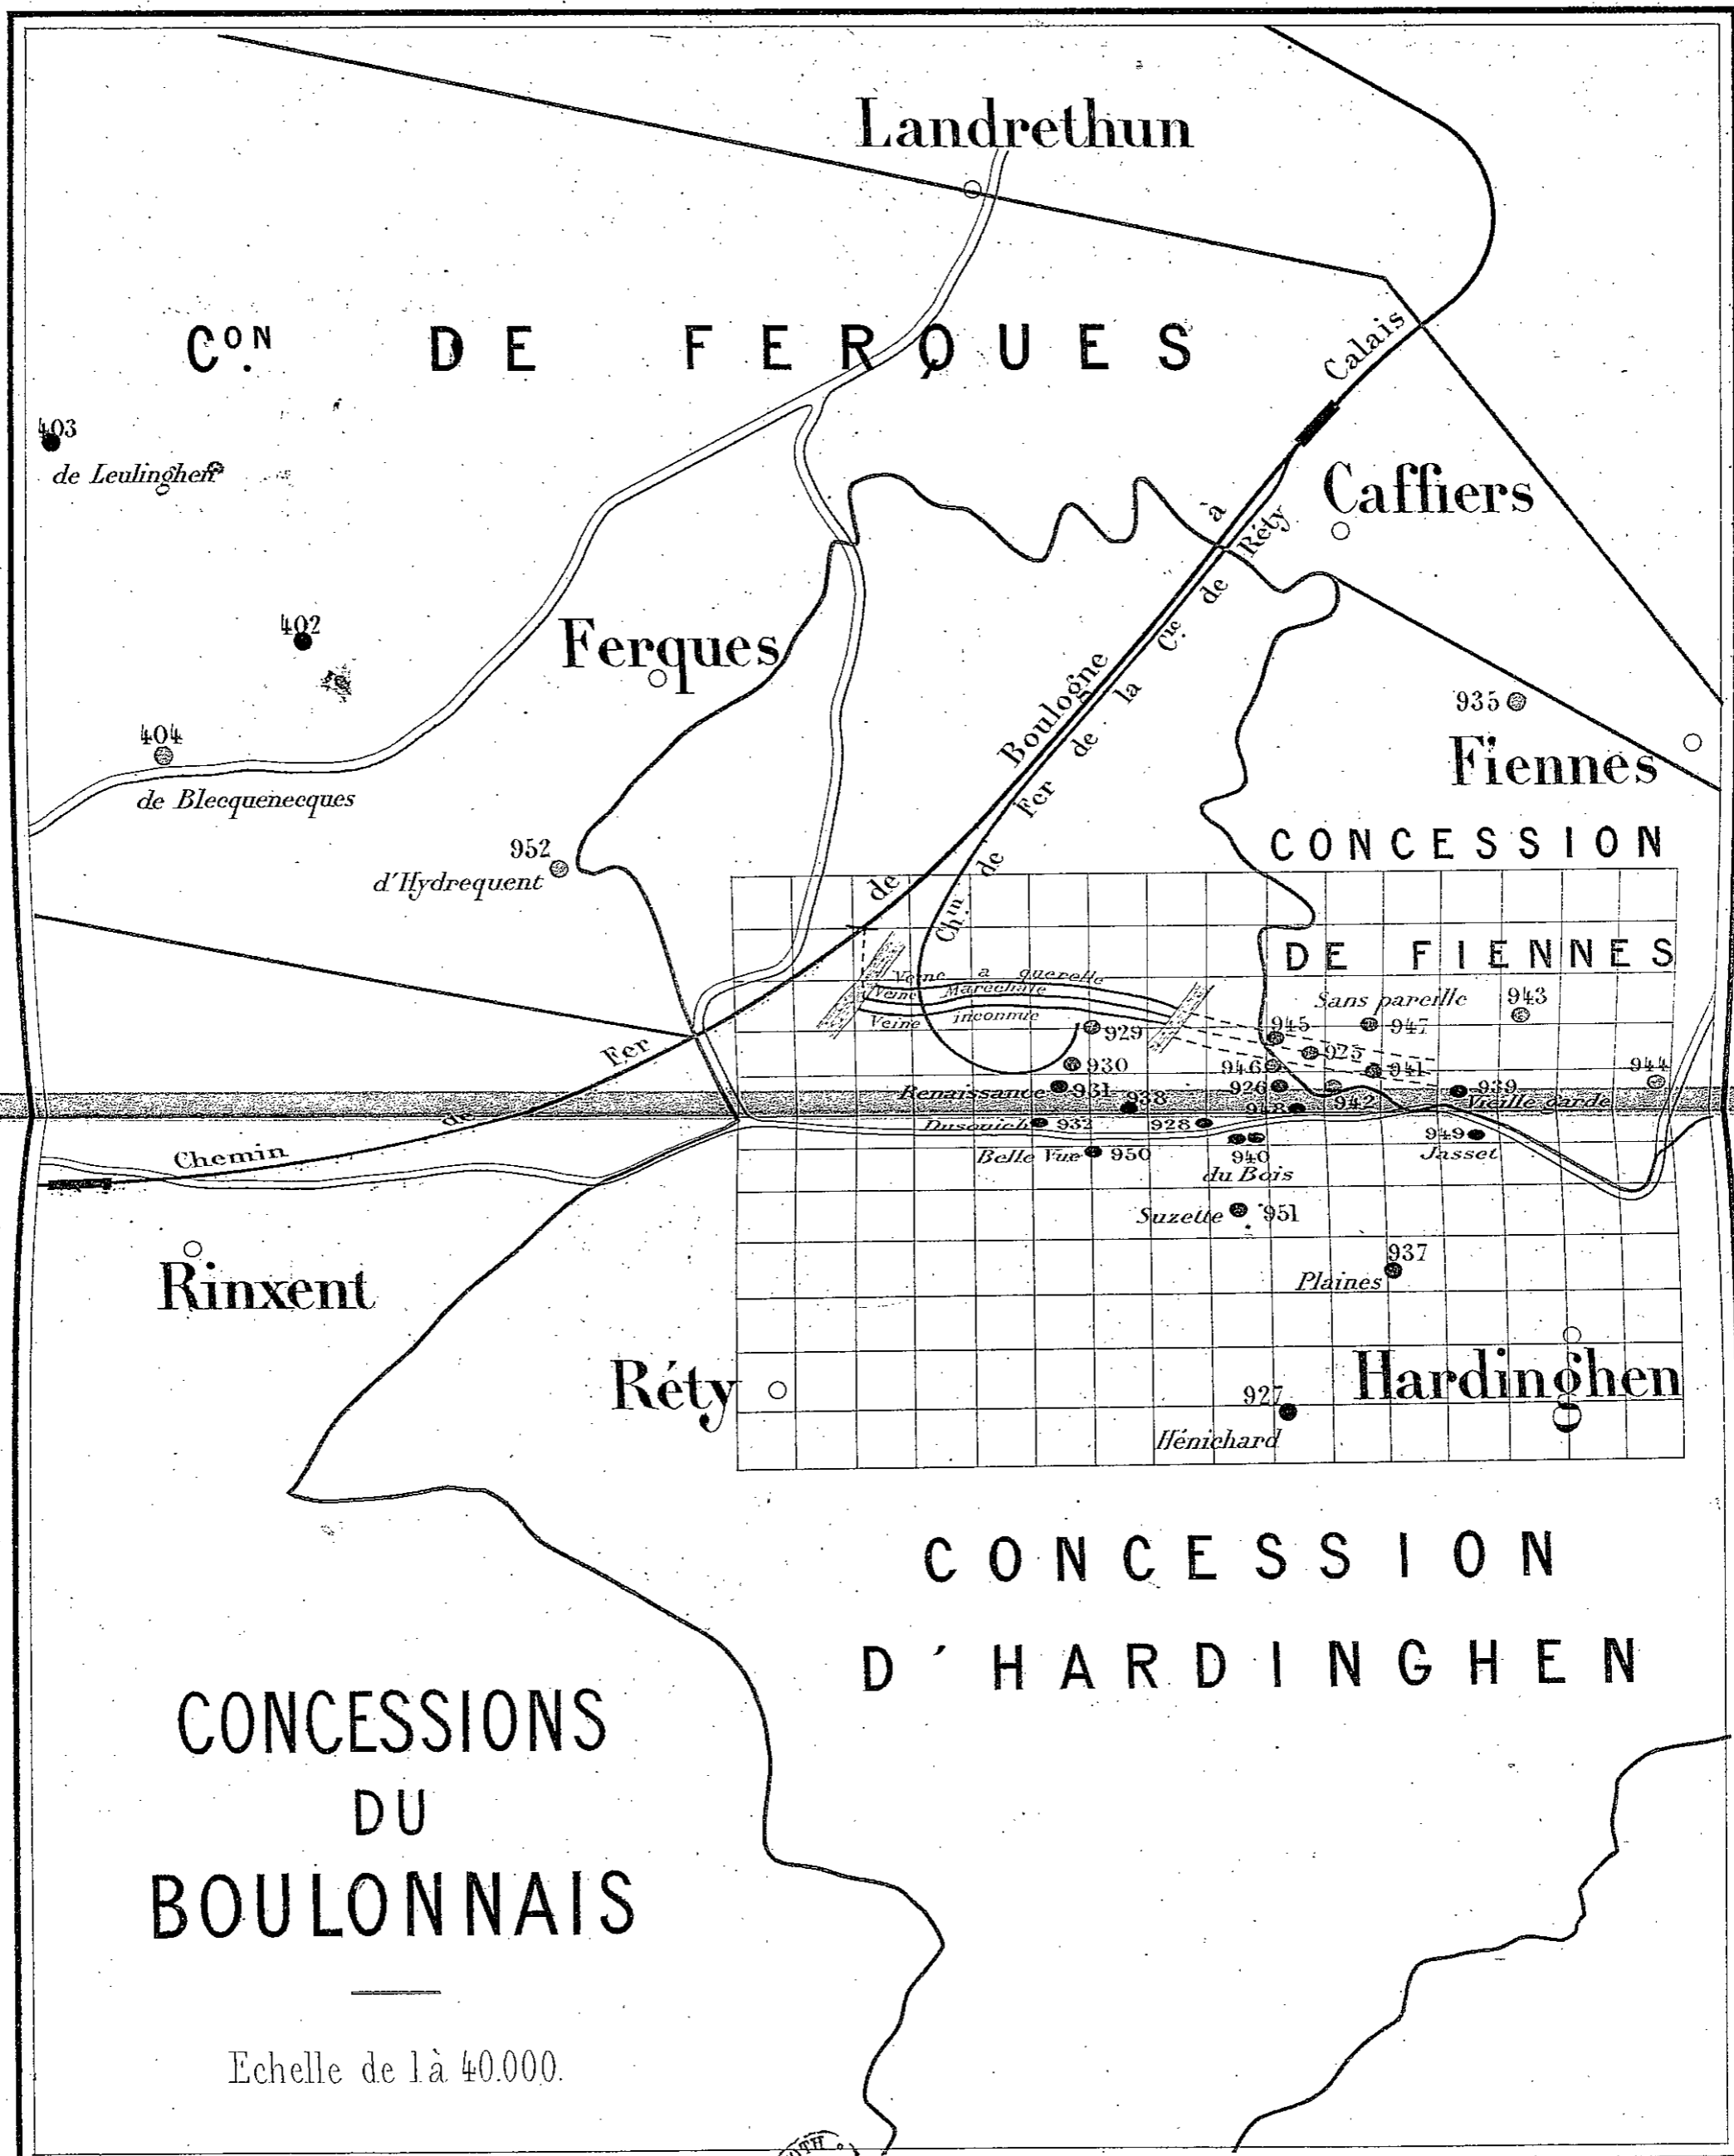 Landrethun
CON. DE FERQUES
Calais
403
de Leulinghen
Caffiers
à
Réty
de
Cie.
402
Ferques
Boulogne
la
de
Fer
935
Fiennes
404
de Blecquenecques
CONCESSION
952
d'Hydrequent
de
de
Chin.
DE FIENNES
Veine a querelle
Veine Maréchale
Veine inconnue
Sans pareille
943
947
929
945
925
930
946
941
944
Fer
Renaissance 931
926
939
Vieille garde
938
948
942
de
Dusouich 932
928
949
Jasset
Chemin
Belle Vue 950
940
du Bois
Suzette 951
937
Plaines
Rinxent
Réty
Hardinghen
927
Hénichard
CONCESSION
D'HARDINGHEN
CONCESSIONS
DU
BOULONNAIS
Echelle de 1 à 40.000.